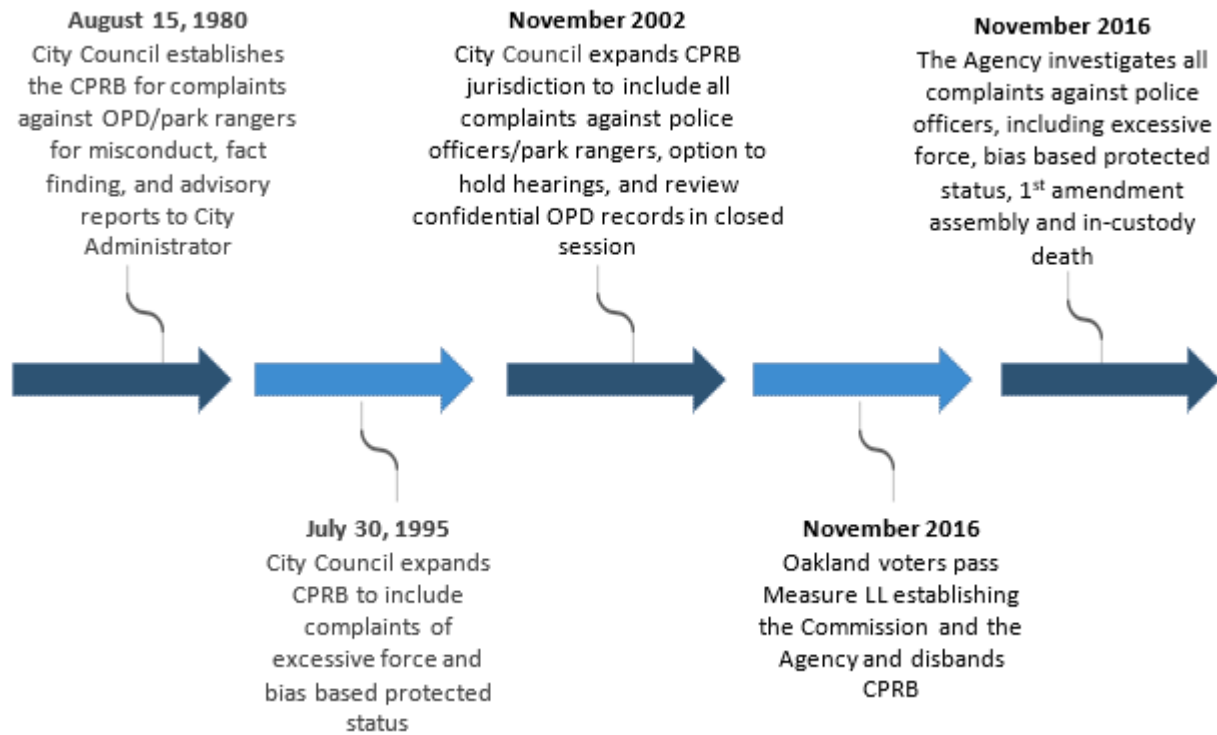 August 15, 1980
City Council establishes
the CPRB for complaints
against OPD/park rangers
for misconduct, fact
finding, and advisory
reports to City
Administrator
July 30, 1995
City Council expands
CPRB to include
complaints of
excessive force and
bias based protected
status
November 2002
City Council expands CPRB
jurisdiction to include all
complaints against police
officers/park rangers, option to
hold hearings, and review
confidential OPD records in closed
session
November 2016
Oakland voters pass
Measure LL establishing
the Commission and the
Agency and disbands
CPRB
November 2016
The Agency investigates all
complaints against police
officers, including excessive
force, bias based protected
status, 1st amendment
assembly and in-custody
death